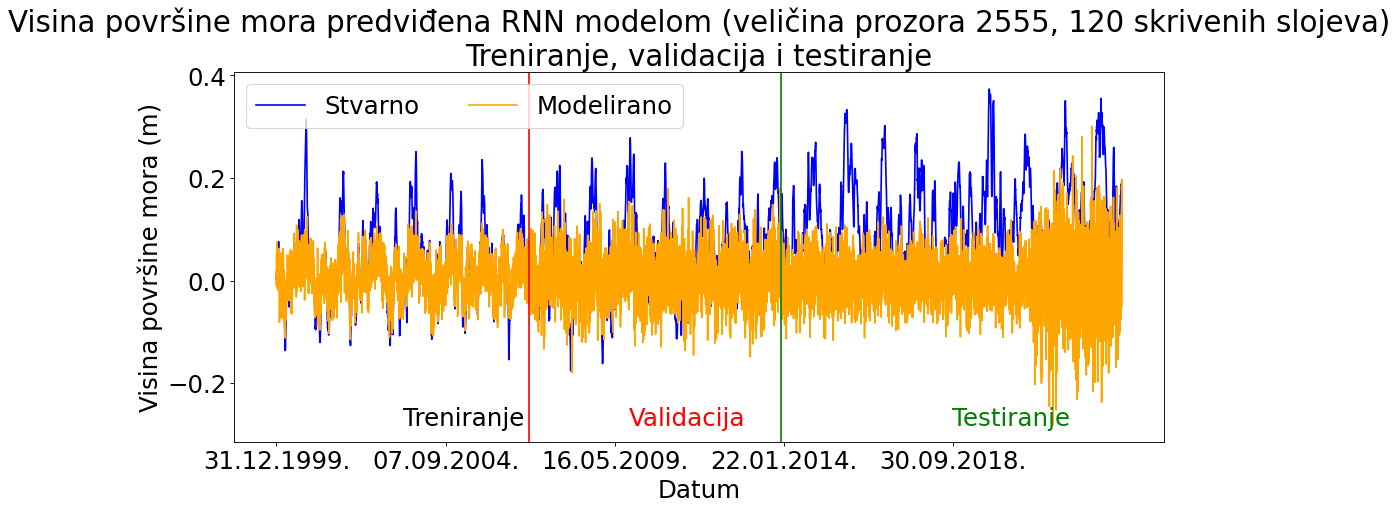 Visina površine mora predviđena RNN modelom (veličina prozora 2555, 120 skrivenih slojeva)
Treniranje, validacija i testiranje
Stvarno
Modelirano
Visina površine mora (m)
0.4
0.2
0.0
−0.2
Treniranje
Validacija
Testiranje
31.12.1999.
07.09.2004.
16.05.2009.
22.01.2014.
30.09.2018.
Datum